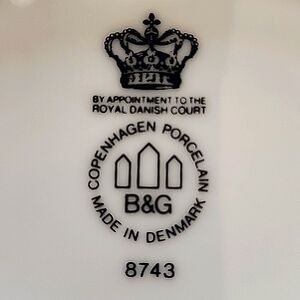 BY APPOINTMENT TO THE
ROYAL DANISH COURT
COPENHAGEN PORCELAIN
B&G
MADE IN DENMARK
8743